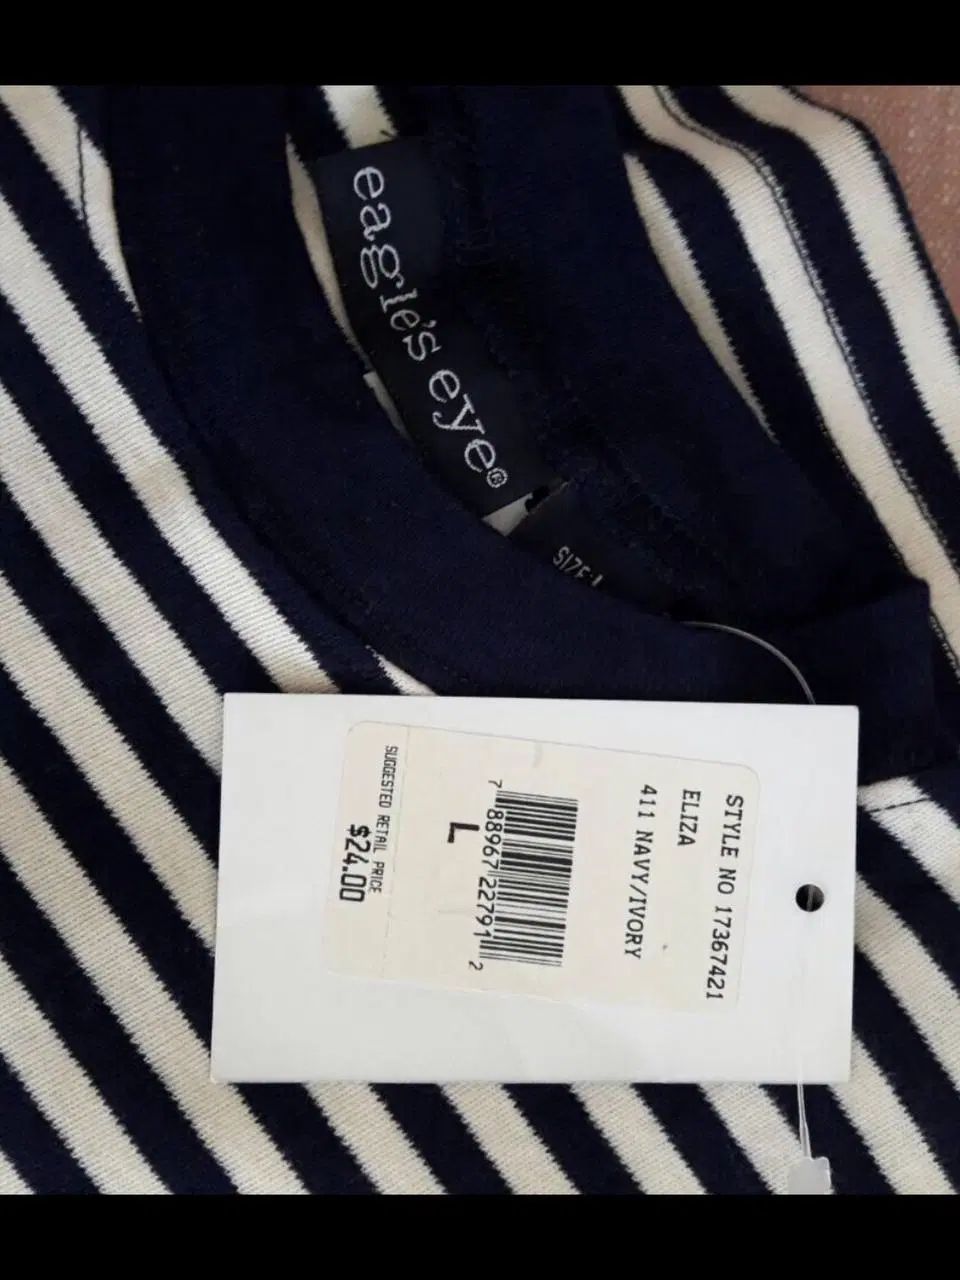 eagle's eye®
SIZE: L
STYLE NO 17367421
ELIZA
411 NAVY/IVORY
7 88967 22791 2
L
SUGGESTED RETAIL PRICE
$24.00